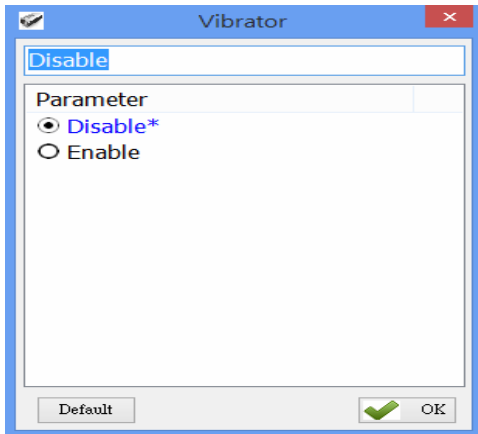 Vibrator
Disable
Parameter
Disable*
Enable
Default
OK